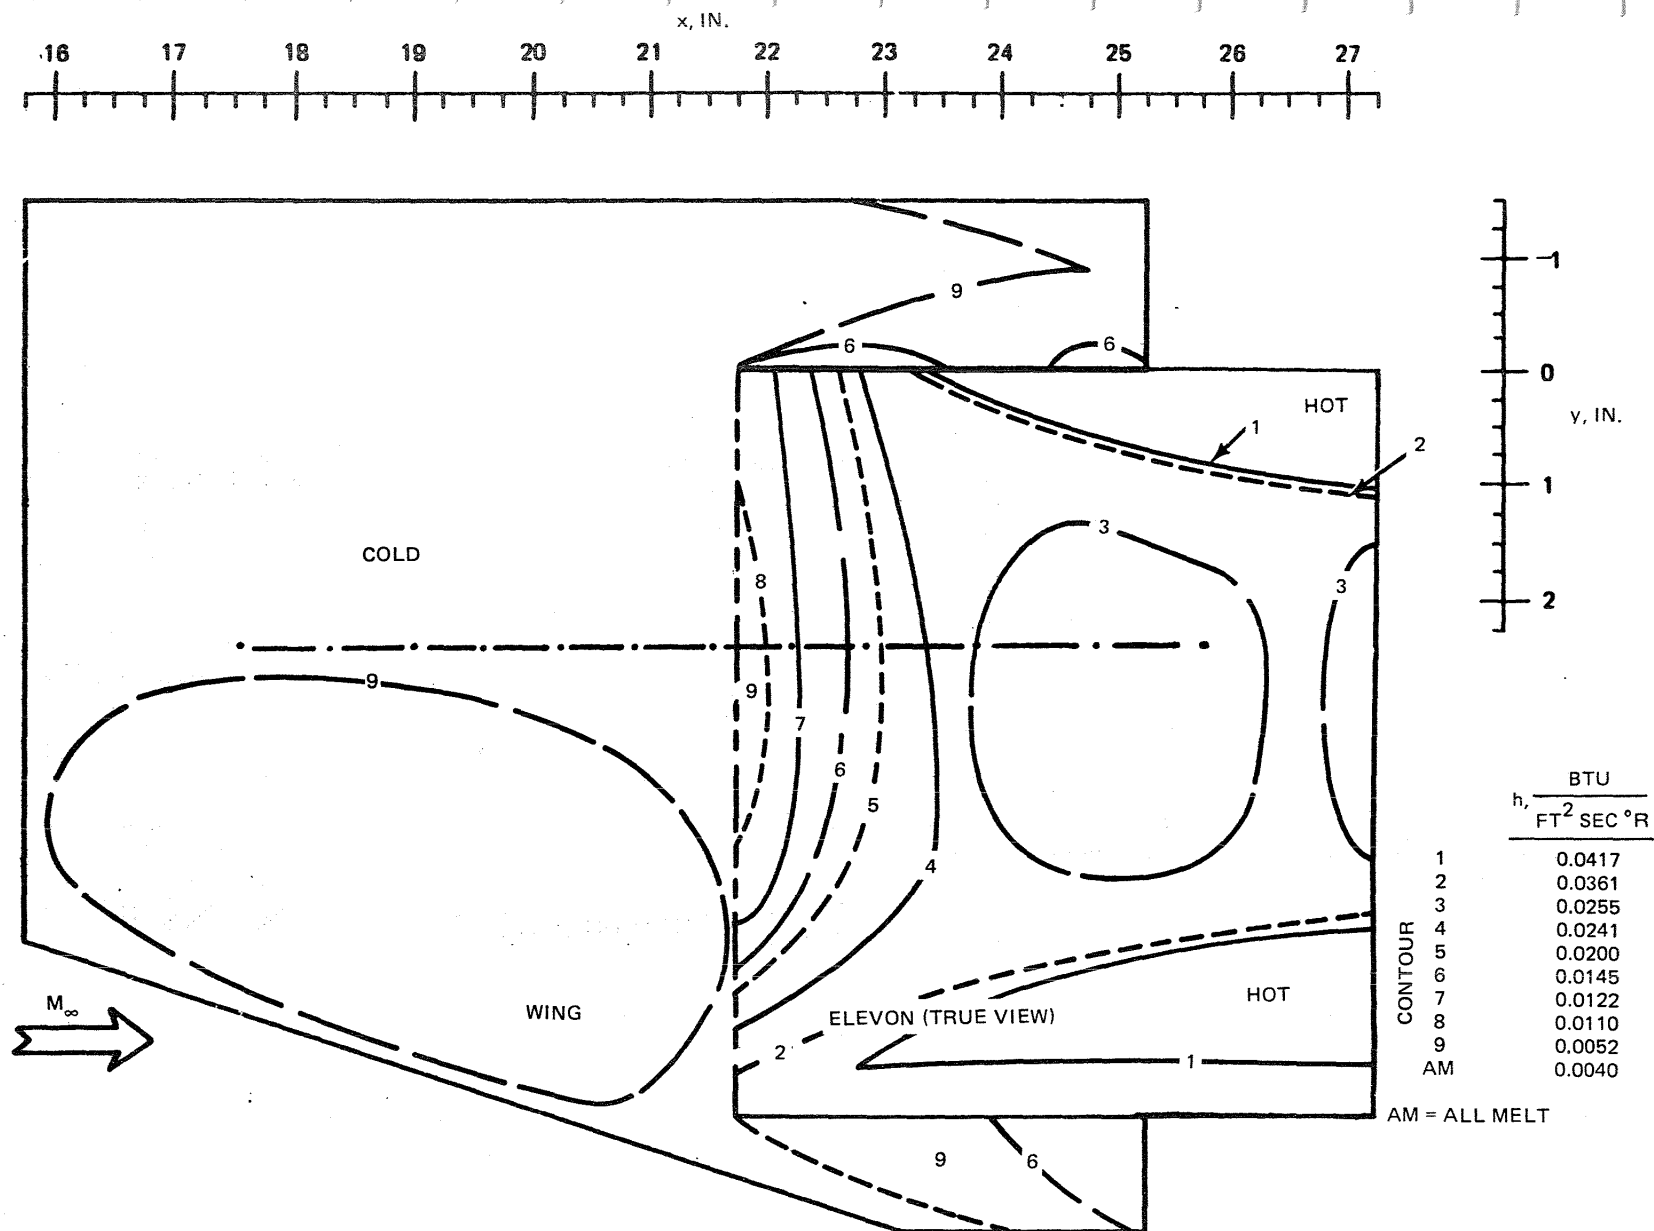 x, IN.
16 17 18 19 20 21 22 23 24 25 26 27
-1
9
6 6
0
HOT
y, IN.
1
2
1
3
COLD
8
3
2
9
9
7
6
5
4
BTU
h, FT2 SEC °R
CONTOUR
1 0.0417
2 0.0361
3 0.0255
4 0.0241
5 0.0200
6 0.0145
7 0.0122
8 0.0110
9 0.0052
AM 0.0040
M∞
WING
HOT
ELEVON (TRUE VIEW)
2
1
AM = ALL MELT
9
6